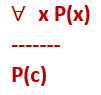 ∀ x P(x)
-------
P(c)